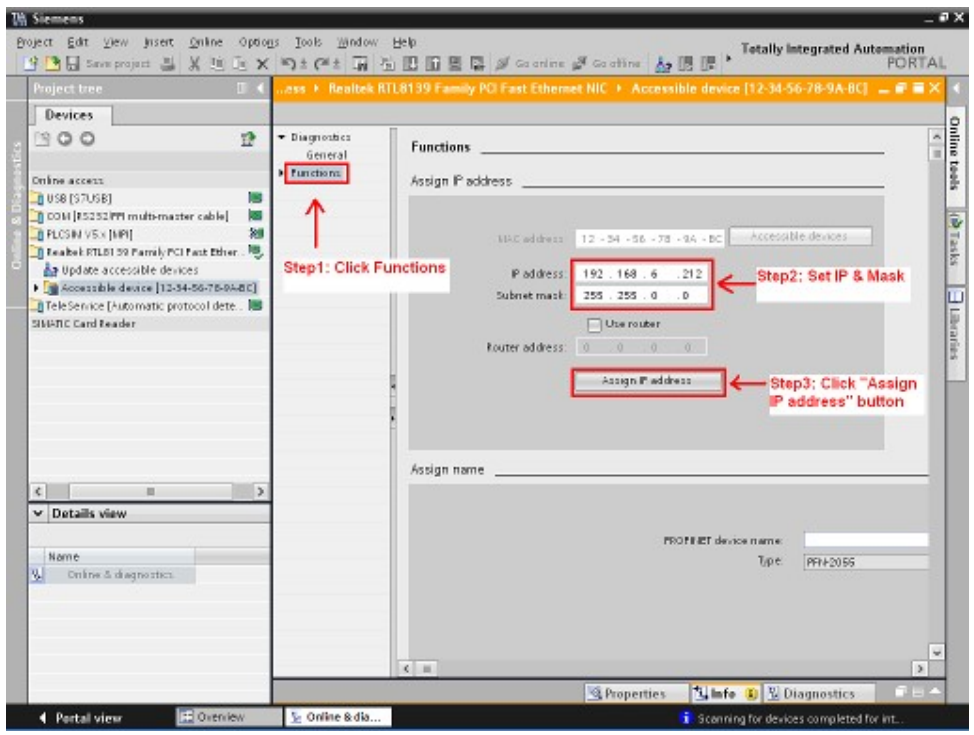 Siemens
Project Edit View Insert Online Options Tools Window Help
Totally Integrated Automation
PORTAL
Save project
Go online
Go offline
Project tree
...ess Realtek RTL8139 Family PCI Fast Ethernet NIC Accessible device [12-34-56-78-9A-BC]
Devices
Online & Diagnostics
Online access
USB [S7USB]
COM [RS232/PPI multi-master cable]
PLCSIM V5.x [MPI]
Realtek RTL8139 Family PCI Fast Ether..
Update accessible devices
Accessible device [12-34-56-78-9A-BC]
TeleService [Automatic protocol dete..
SIMATIC Card Reader
Diagnostics
General
Functions
Step1: Click Functions
Functions
Assign IP address
MAC address: 12 -34 -56 -78 -9A -BC
Accessible devices
IP address: 192 . 168 . 6 .212
Subnet mask: 255 . 255 . 0 .0
Step2; Set IP & Mask
Use router
Router address: 0 . 0 . 0 . 0
Assign IP address
Step3; Click "Assign
IP address" button
Assign name
PROFINET device name:
Type: PFN-2055
Online tools
Tasks
Libraries
Details view
Name
Online & diagnostics
Properties
Info
Diagnostics
Portal view
Overview
Online & dia...
Scanning for devices completed for int...